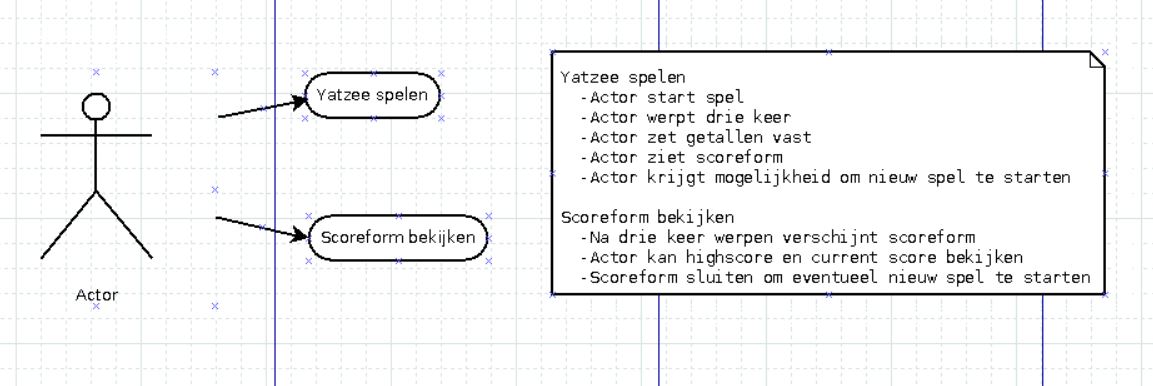 Yatzee spelen
Scoreform bekijken
Actor
Yatzee spelen
-Actor start spel
-Actor werpt drie keer
-Actor zet getallen vast
-Actor ziet scoreform
-Actor krijgt mogelijkheid om nieuw spel te starten
Scoreform bekijken
-Na drie keer werpen verschijnt scoreform
-Actor kan highscore en current score bekijken
-Scoreform sluiten om eventueel nieuw spel te starten